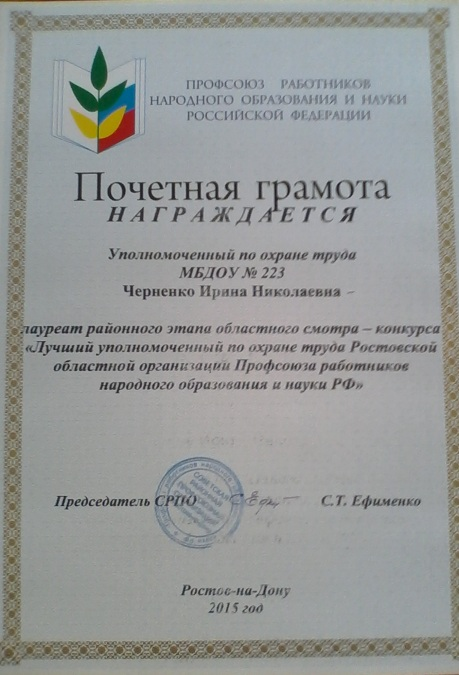 ПРОФСОЮЗ РАБОТНИКОВ
НАРОДНОГО ОБРАЗОВАНИЯ И НАУКИ
РОССИЙСКОЙ ФЕДЕРАЦИИ
Почетная грамота
НАГРАЖДАЕТСЯ
Уполномоченный по охране труда
МБДОУ № 223
Черненко Ирина Николаевна –
лауреат районного этапа областного смотра – конкурса
«Лучший уполномоченный по охране труда Ростовской
областной организаций Профсоюза работников
народного образования и науки РФ»
Председатель СРПО С.Т. Ефименко
Ростов-на-Дону
2015 год